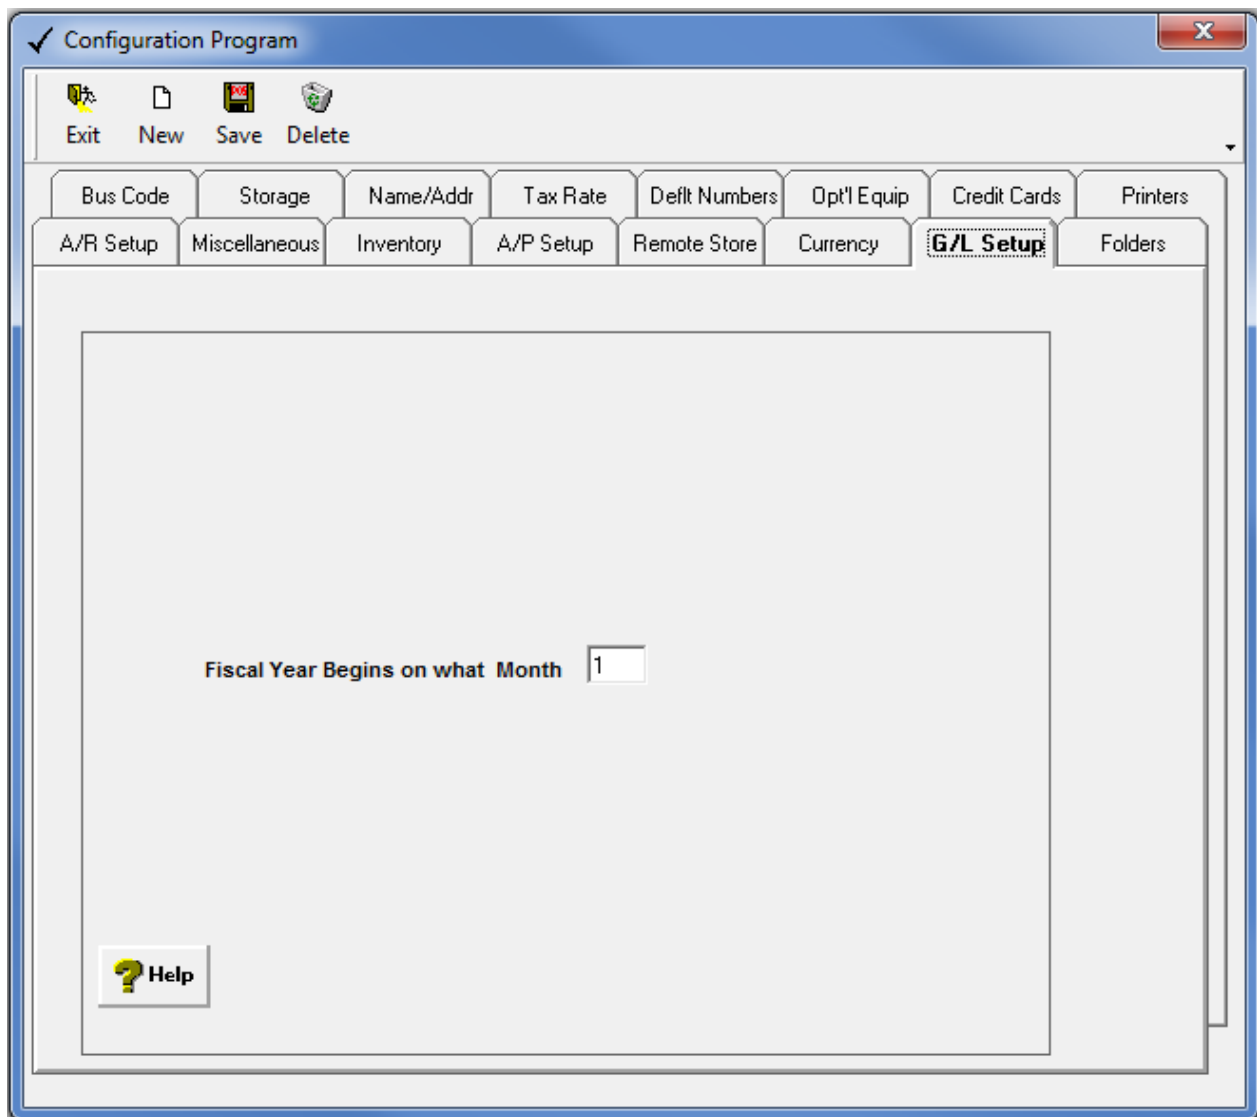 Configuration Program
Exit New Save Delete
Bus Code Storage Name/Addr Tax Rate Deflt Numbers Opt'l Equip Credit Cards Printers
A/R Setup Miscellaneous Inventory A/P Setup Remote Store Currency G/L Setup Folders
Fiscal Year Begins on what Month 1
Help